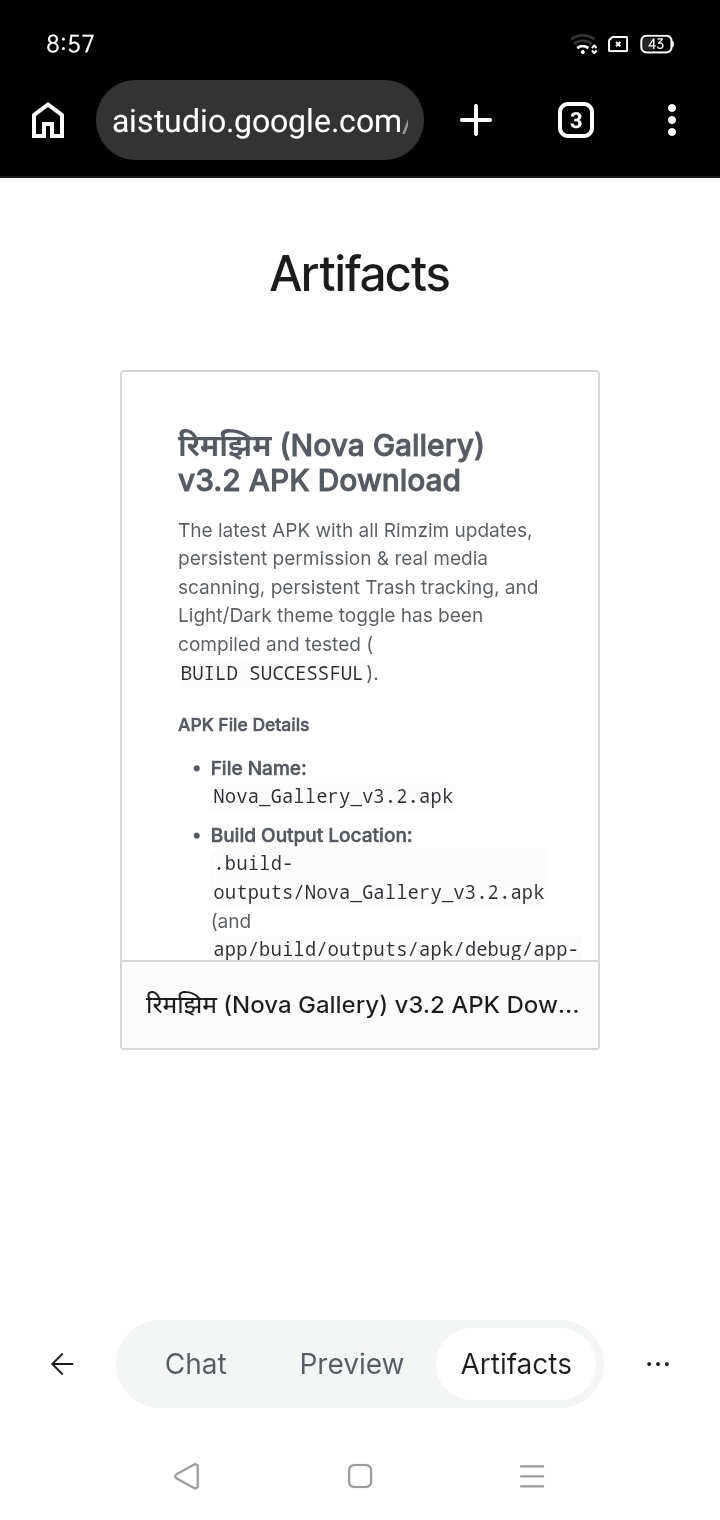 8:57
43
aistudio.google.com/
3
Artifacts
रिमझिम (Nova Gallery)
v3.2 APK Download
The latest APK with all Rimzim updates,
persistent permission & real media
scanning, persistent Trash tracking, and
Light/Dark theme toggle has been
compiled and tested (
BUILD SUCCESSFUL).
APK File Details
• File Name:
Nova_Gallery_v3.2.apk
• Build Output Location:
.build-
outputs/Nova_Gallery_v3.2.apk
(and
app/build/outputs/apk/debug/app-
रिमझिम (Nova Gallery) v3.2 APK Dow...
Chat Preview Artifacts